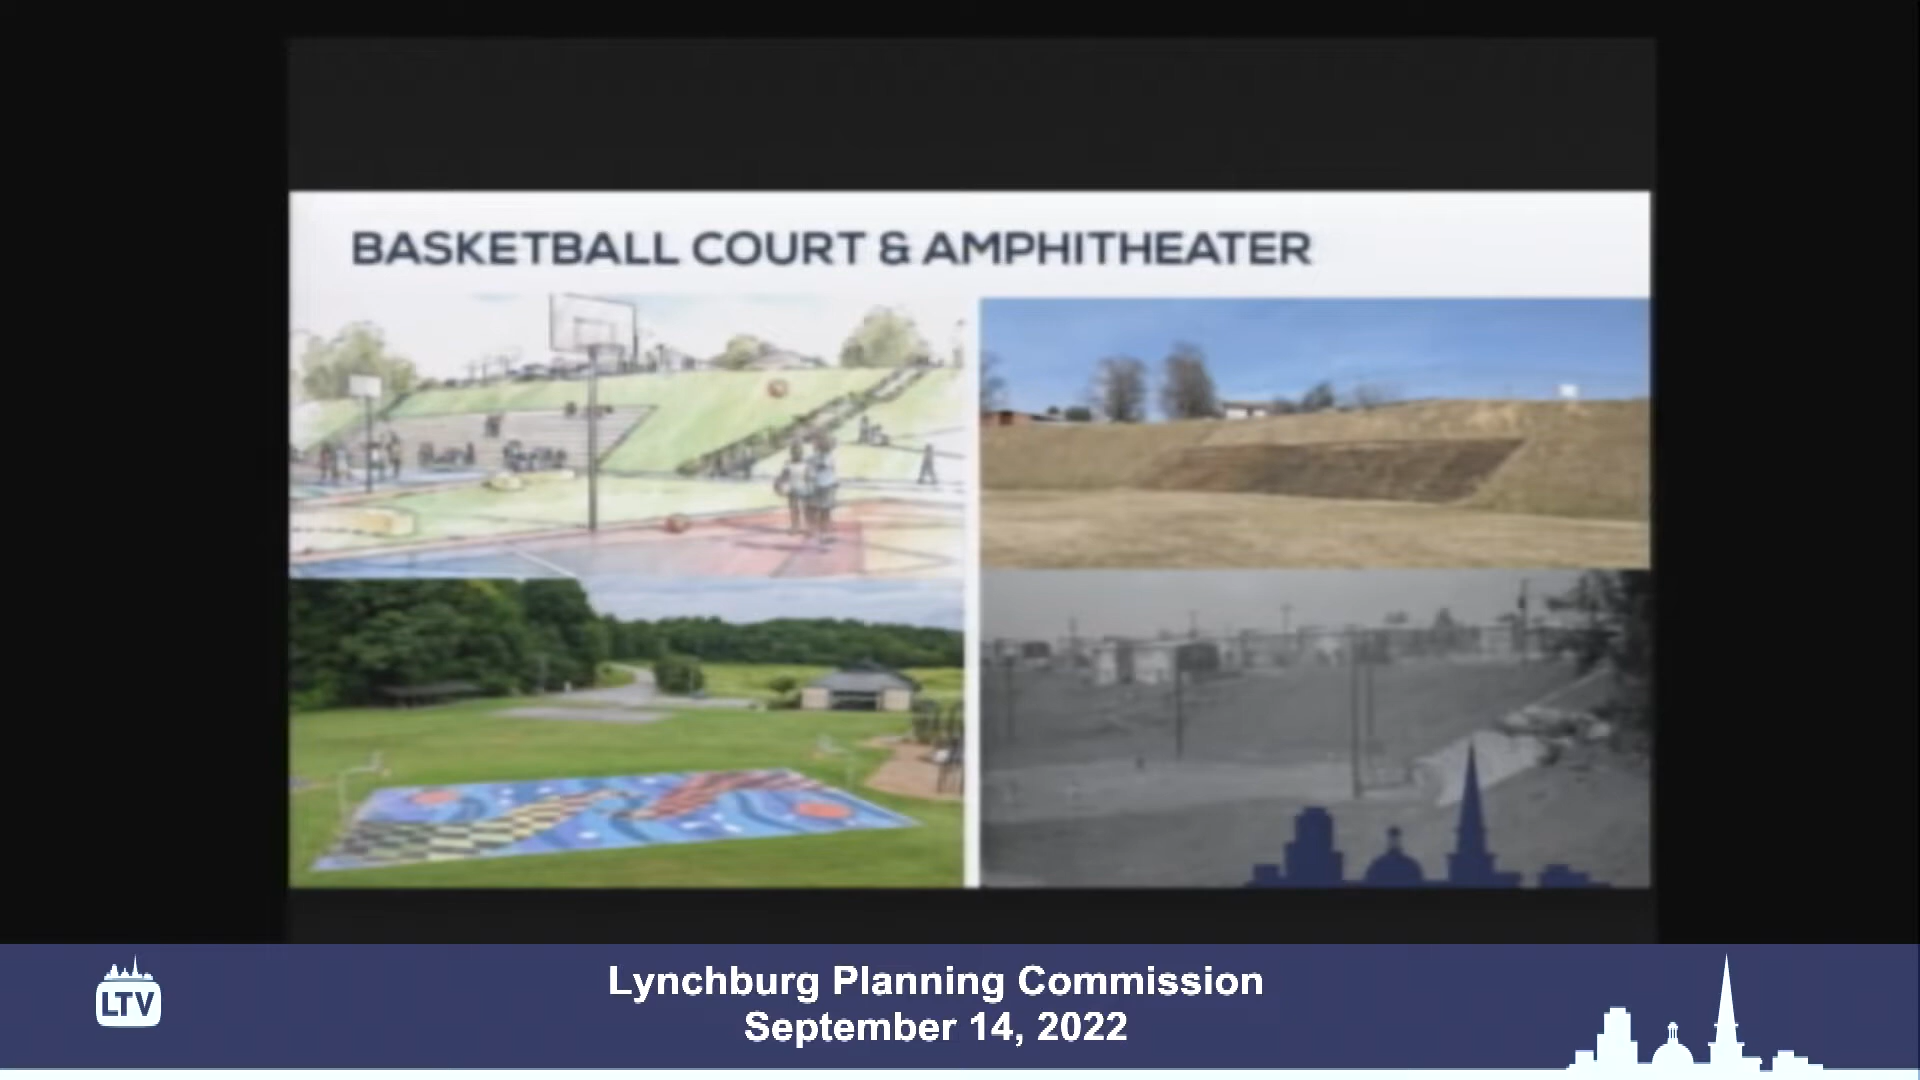 BASKETBALL COURT & AMPHITHEATER
LTV
Lynchburg Planning Commission
September 14, 2022